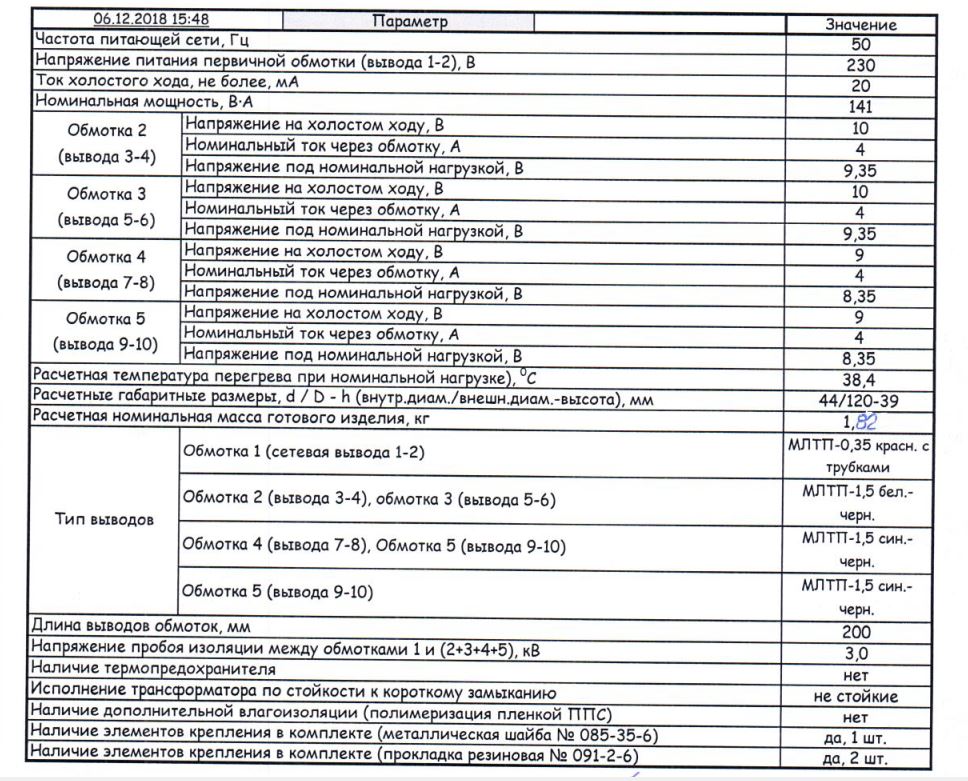 06.12.2018 15:48 Параметр Значение
Частота питающей сети, Гц 50
Напряжение питания первичной обмотки (вывода 1-2), В 230
Ток холостого хода, не более, мА 20
Номинальная мощность, В·А 141
Обмотка 2 (вывода 3-4)
Напряжение на холостом ходу, В 10
Номинальный ток через обмотку, А 4
Напряжение под номинальной нагрузкой, В 9,35
Обмотка 3 (вывода 5-6)
Напряжение на холостом ходу, В 10
Номинальный ток через обмотку, А 4
Напряжение под номинальной нагрузкой, В 9,35
Обмотка 4 (вывода 7-8)
Напряжение на холостом ходу, В 9
Номинальный ток через обмотку, А 4
Напряжение под номинальной нагрузкой, В 8,35
Обмотка 5 (вывода 9-10)
Напряжение на холостом ходу, В 9
Номинальный ток через обмотку, А 4
Напряжение под номинальной нагрузкой, В 8,35
Расчетная температура перегрева при номинальной нагрузке), ⁰С 38,4
Расчетные габаритные размеры, d / D - h (внутр.диам./внешн.диам.-высота), мм 44/120-39
Расчетная номинальная масса готового изделия, кг 1,82
Тип выводов
Обмотка 1 (сетевая вывода 1-2) МЛТП-0,35 красн. с
трубками
Обмотка 2 (вывода 3-4), обмотка 3 (вывода 5-6) МЛТП-1,5 бел.-
черн.
Обмотка 4 (вывода 7-8), Обмотка 5 (вывода 9-10) МЛТП-1,5 син.-
черн.
Обмотка 5 (вывода 9-10) МЛТП-1,5 син.-
черн.
Длина выводов обмоток, мм 200
Напряжение пробоя изоляции между обмотками 1 и (2+3+4+5), кВ 3,0
Наличие термопредохранителя нет
Исполнение трансформатора по стойкости к короткому замыканию не стойкие
Наличие дополнительной влагоизоляции (полимеризация пленкой ППС) нет
Наличие элементов крепления в комплекте (металлическая шайба № 085-35-6) да, 1 шт.
Наличие элементов крепления в комплекте (прокладка резиновая № 091-2-6) да, 2 шт.